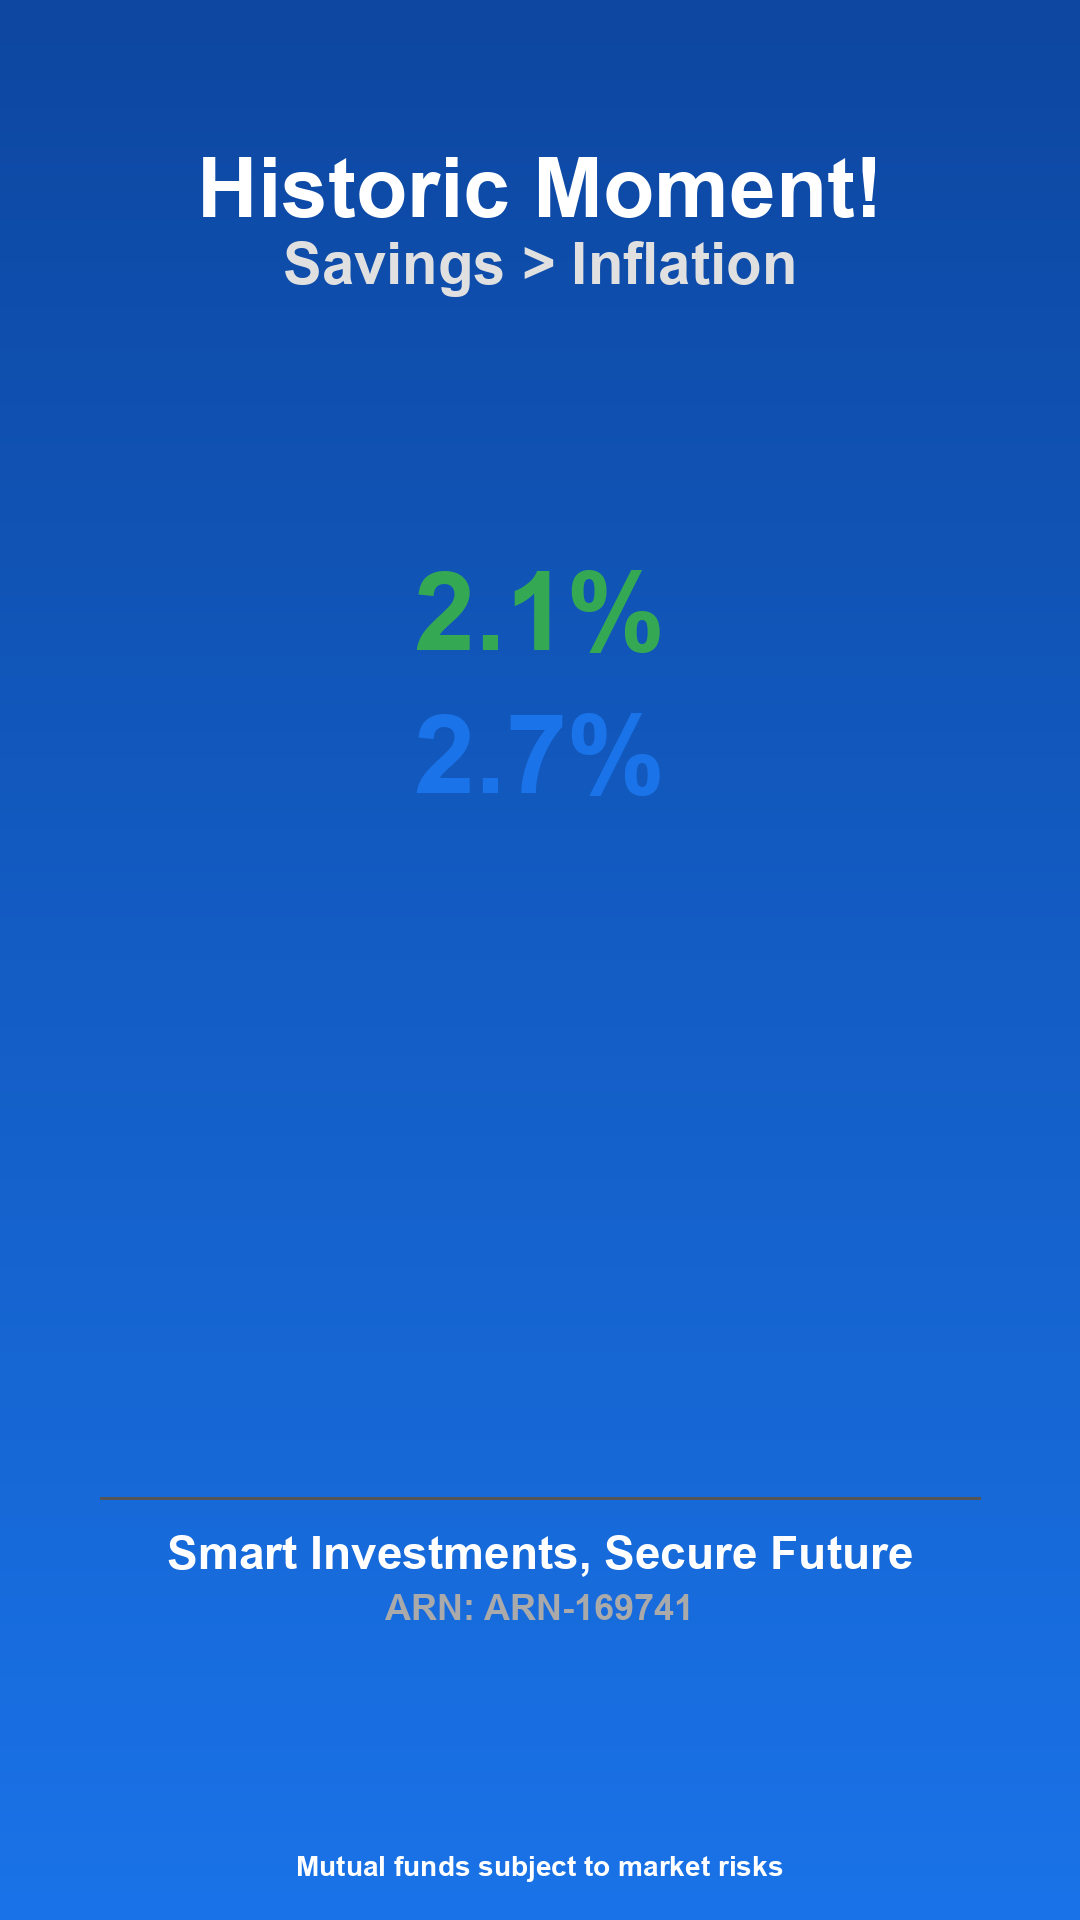 Historic Moment!
Savings > Inflation
2.1%
2.7%
Smart Investments, Secure Future
ARN: ARN-169741
Mutual funds subject to market risks